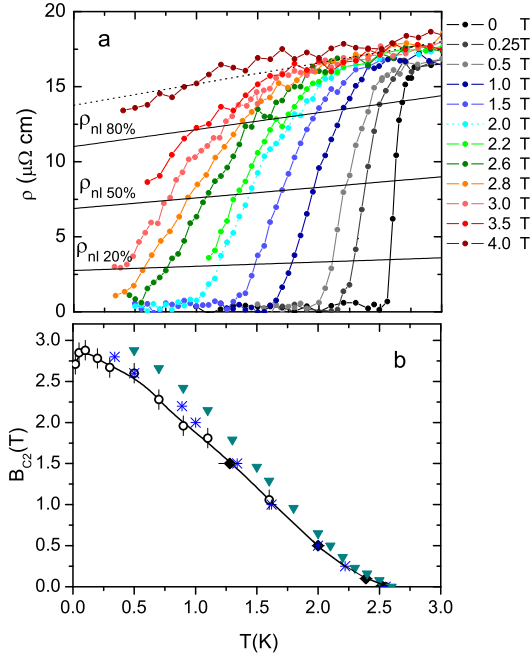 a
20
15
10
5
0
ρ (μΩ cm)
ρnl 80%
ρnl 50%
ρnl 20%
0 T
0.25T
0.5 T
1.0 T
1.5 T
2.0 T
2.2 T
2.6 T
2.8 T
3.0 T
3.5 T
4.0 T
b
3.0
2.5
2.0
1.5
1.0
0.5
0.0
BC2(T)
0.0 0.5 1.0 1.5 2.0 2.5 3.0
T(K)